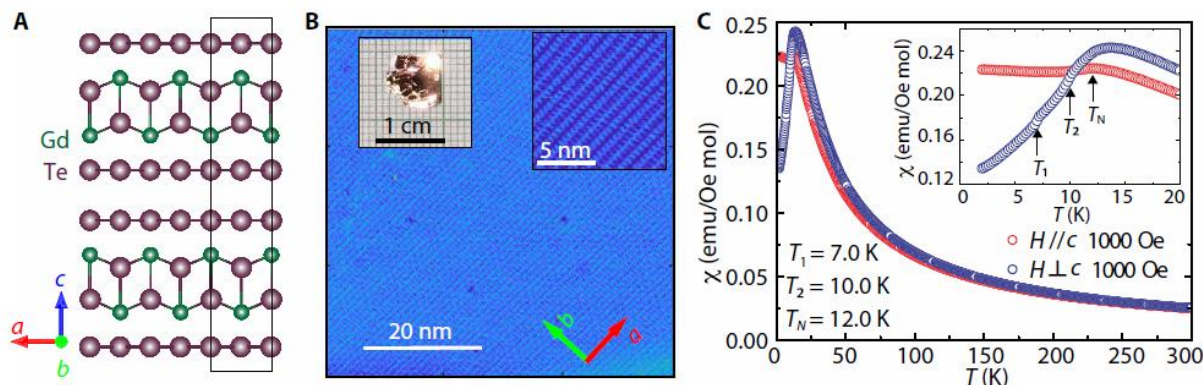 A
Gd
Te
c
a
b
B
1 cm
5 nm
20 nm
b
a
C
χ (emu/Oe mol)
0.25
0.20
0.15
0.10
0.05
0.00
50
100
150
200
250
300
T (K)
T1 = 7.0 K
T2 = 10.0 K
TN = 12.0 K
χ (emu/Oe mol)
0.24
0.20
0.16
0.12
0
5
10
15
20
T (K)
T1
T2
TN
H // c 1000 Oe
H ⊥ c 1000 Oe